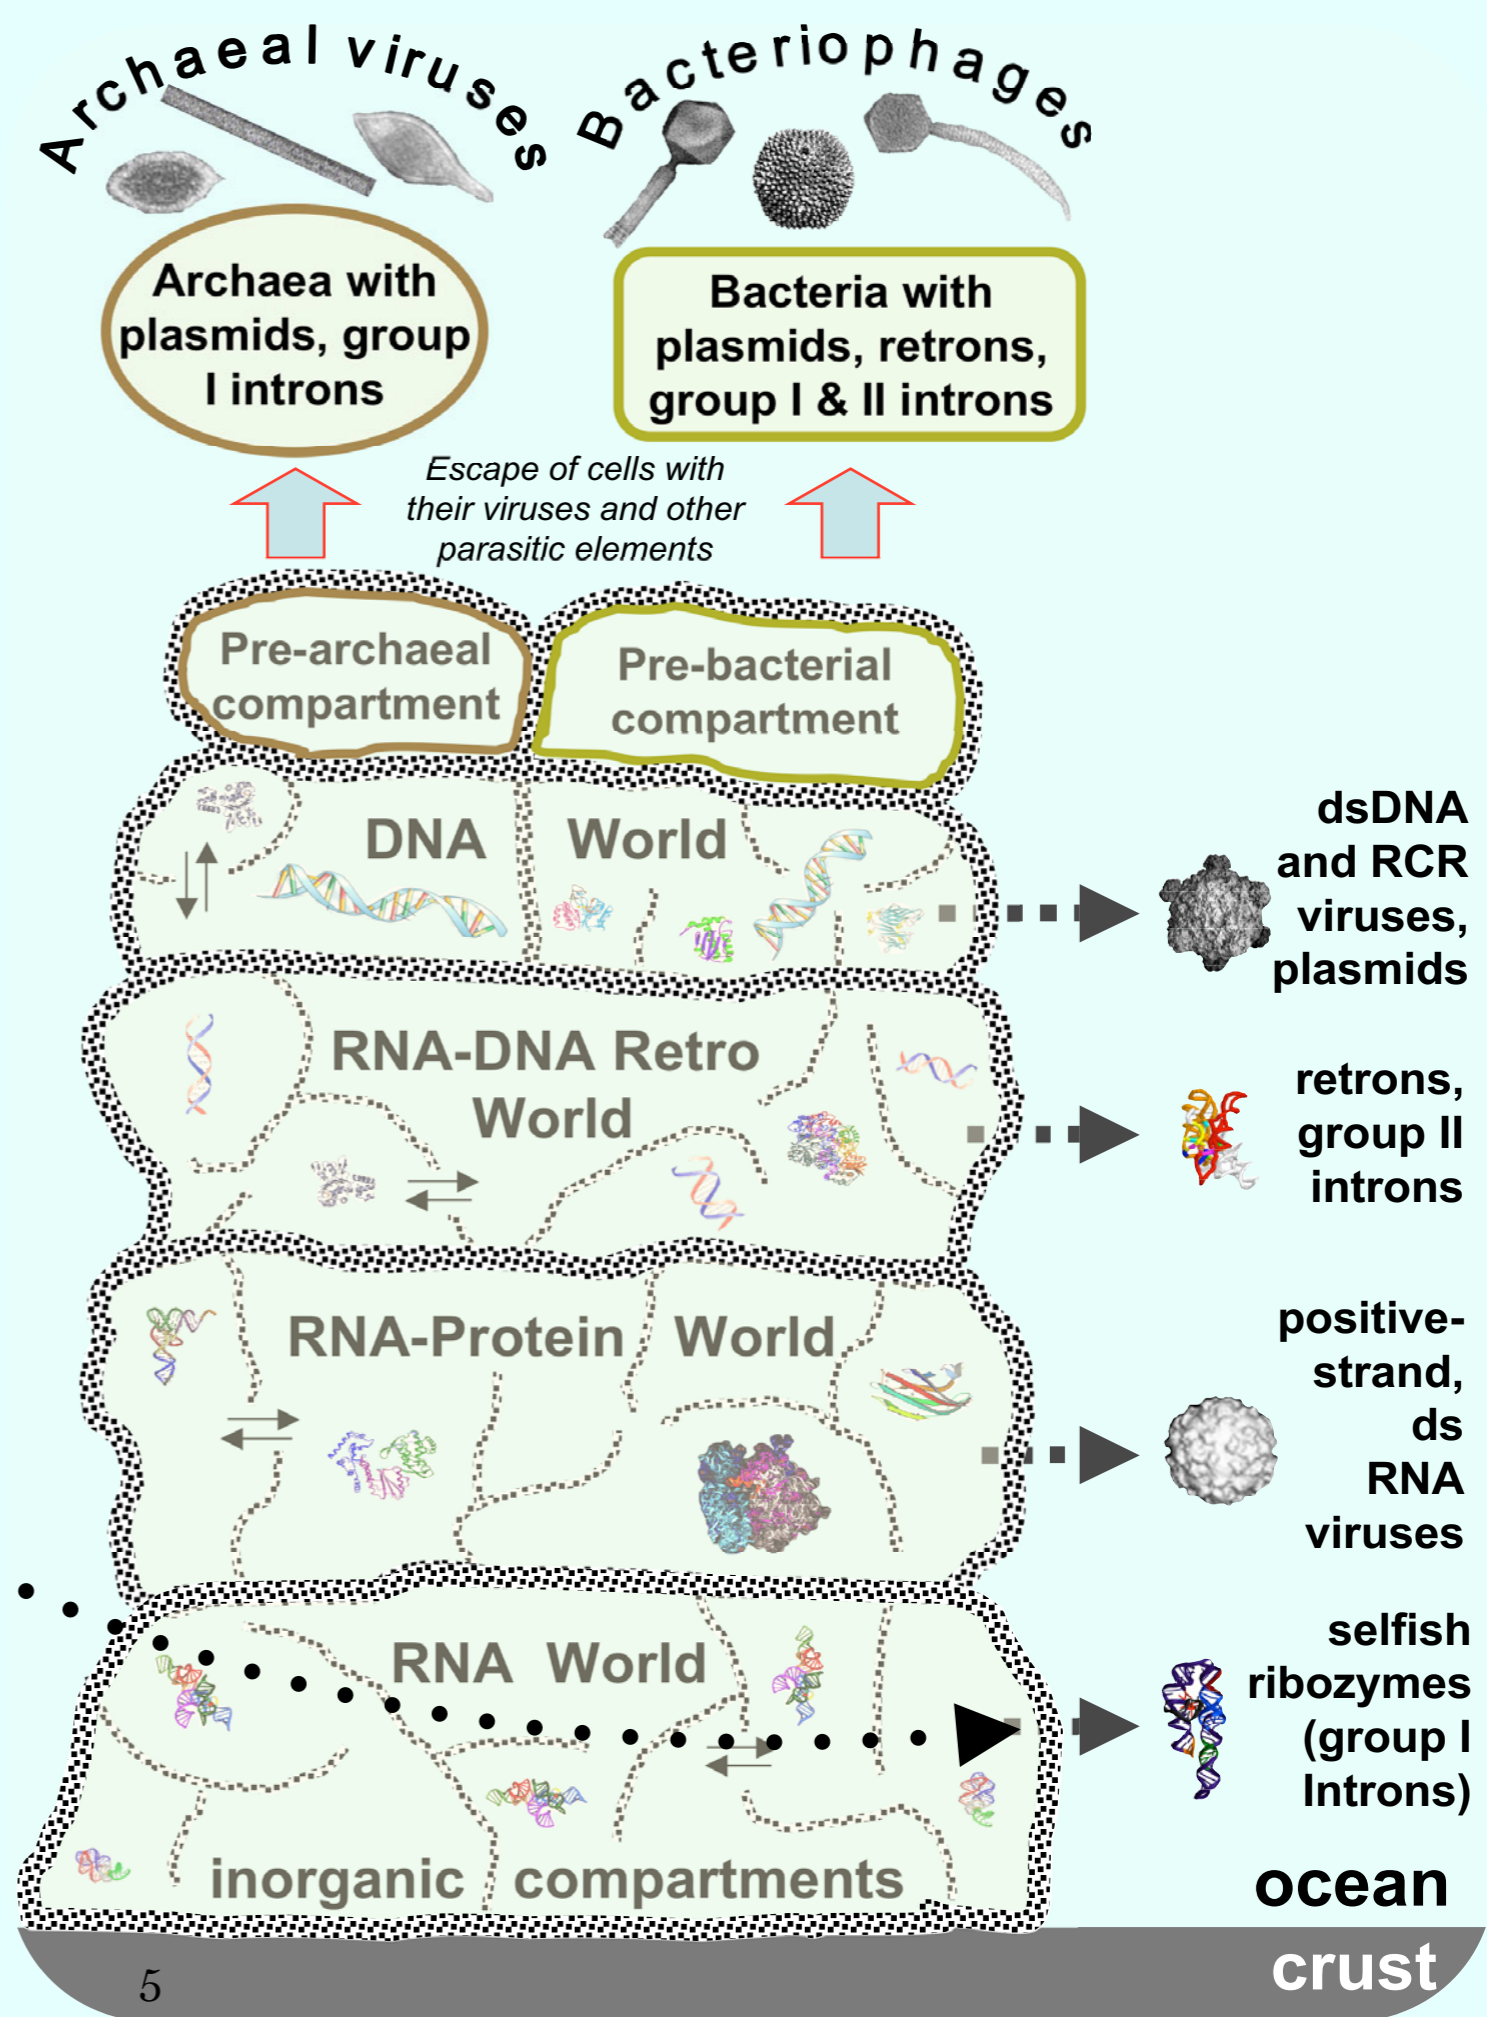 Archaeal viruses
Bacteriophages
Archaea with
plasmids, group
I introns
Bacteria with
plasmids, retrons,
group I & II introns
Escape of cells with
their viruses and other
parasitic elements
Pre-archaeal
compartment
Pre-bacterial
compartment
DNA World
dsDNA
and RCR
viruses,
plasmids
RNA-DNA Retro
World
retrons,
group II
introns
RNA-Protein World
positive-
strand,
ds
RNA
viruses
RNA World
selfish
ribozymes
(group I
Introns)
inorganic compartments
ocean
crust
5